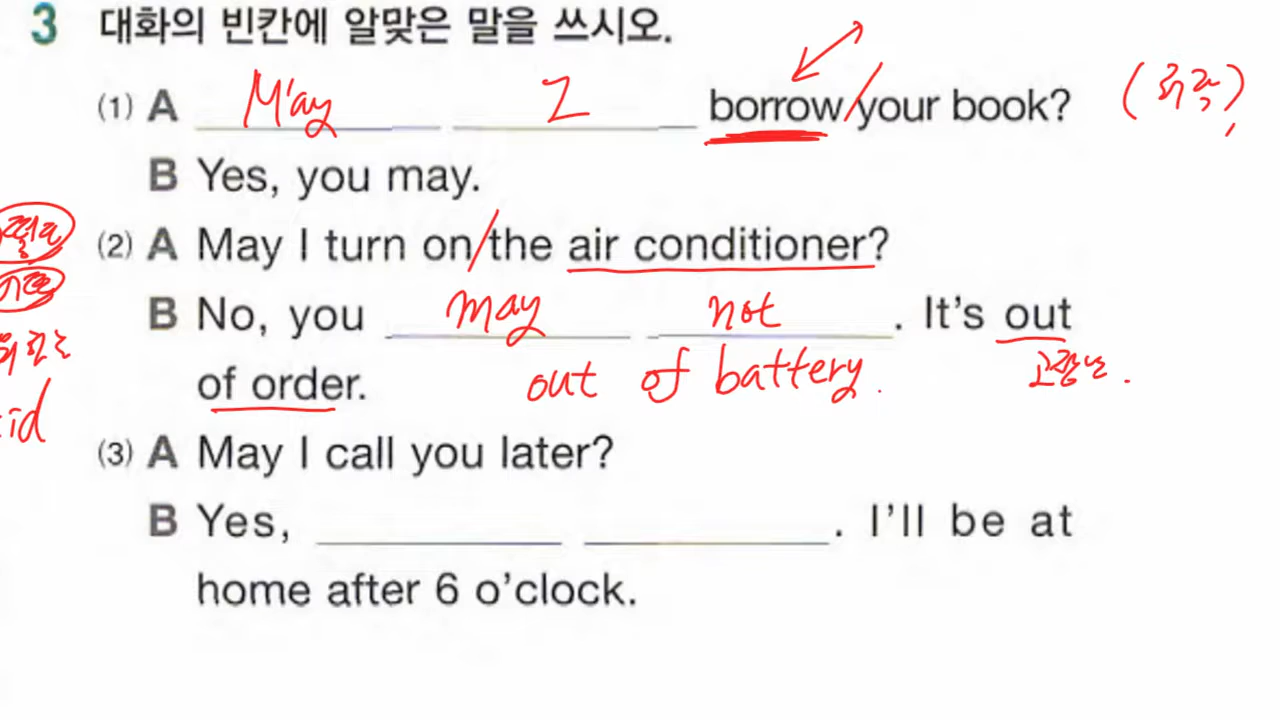 3 대화의 빈칸에 알맞은 말을 쓰시오.
(1) A May I borrow/your book? (허락)
B Yes, you may.
(2) A May I turn on/the air conditioner?
B No, you may not. It's out
고장난.
of order. out of battery.
(3) A May I call you later?
B Yes, ________ ________. I'll be at
home after 6 o'clock.